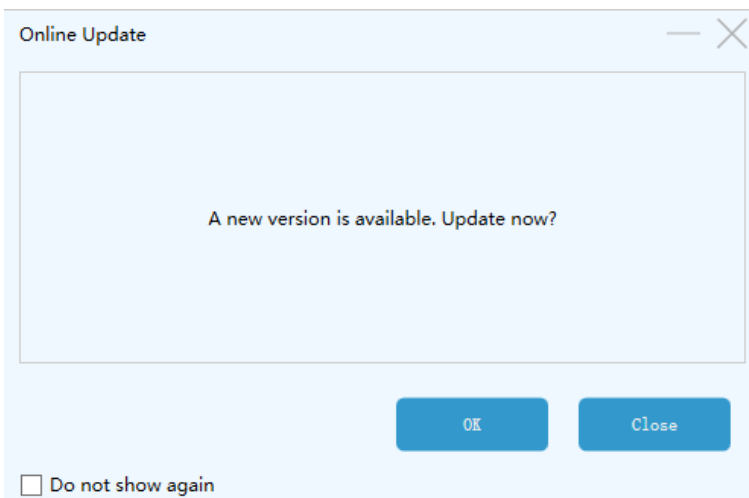 Online Update
A new version is available. Update now?
OK
Close
Do not show again